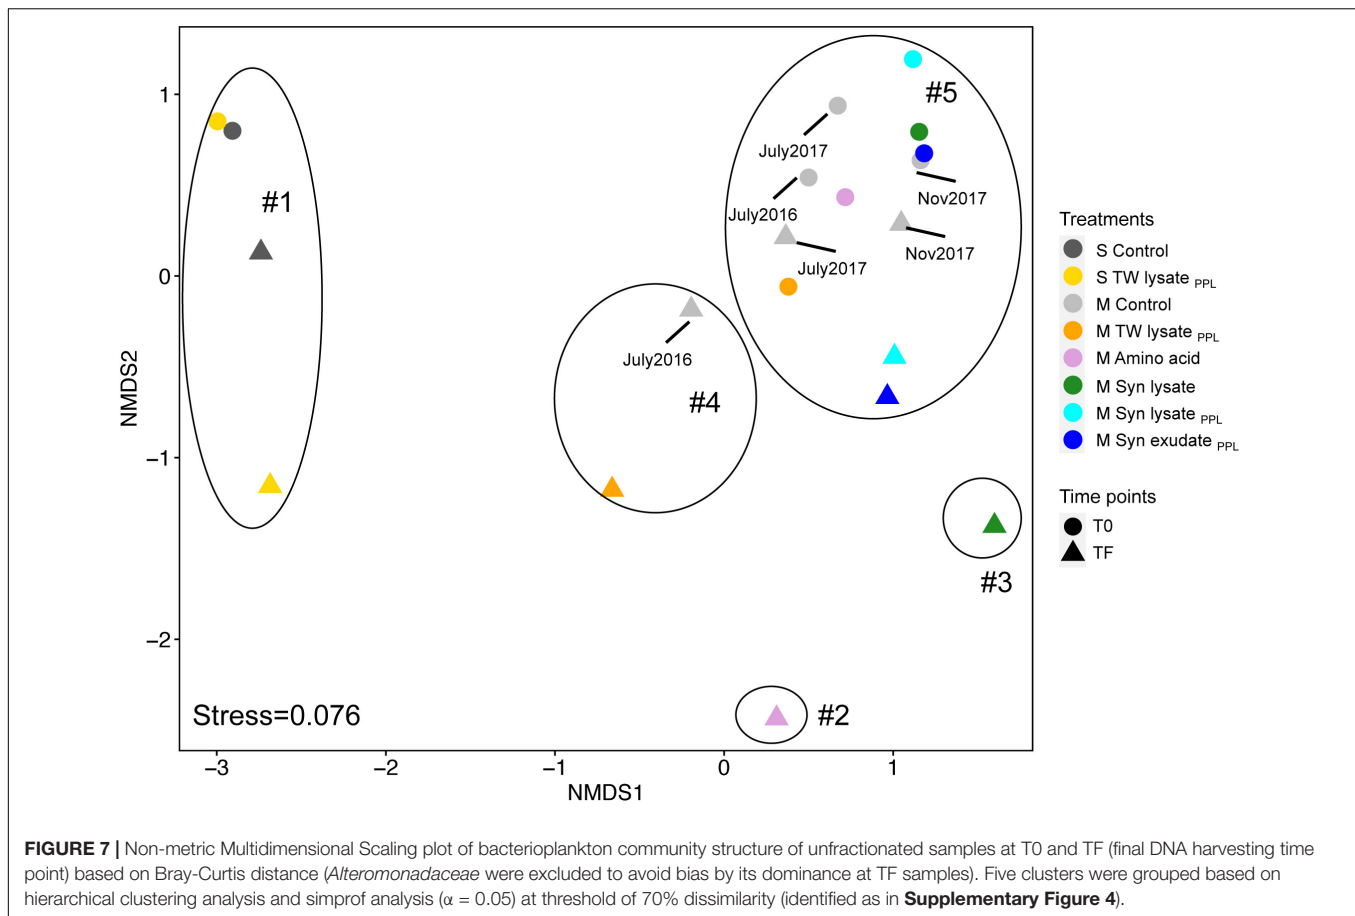 1
0
−1
−2
NMDS2
−3
−2
−1
0
1
NMDS1
#1
#5
July2017
July2016
Nov2017
July2017
Nov2017
July2016
#4
#3
#2
Stress=0.076
Treatments
S Control
S TW lysate PPL
M Control
M TW lysate PPL
M Amino acid
M Syn lysate
M Syn lysate PPL
M Syn exudate PPL
Time points
T0
TF
FIGURE 7 | Non-metric Multidimensional Scaling plot of bacterioplankton community structure of unfractionated samples at T0 and TF (final DNA harvesting time
point) based on Bray-Curtis distance (Alteromonadaceae were excluded to avoid bias by its dominance at TF samples). Five clusters were grouped based on
hierarchical clustering analysis and simprof analysis (α = 0.05) at threshold of 70% dissimilarity (identified as in Supplementary Figure 4).